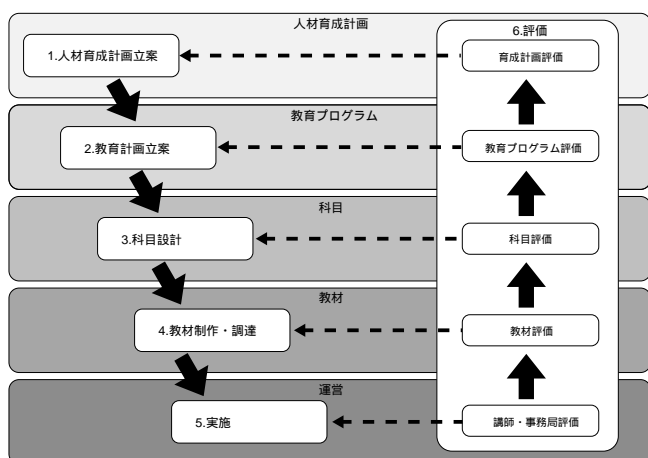 人材育成計画
6.評価
1.人材育成計画立案
育成計画評価
教育プログラム
2.教育計画立案
教育プログラム評価
科目
3.科目設計
科目評価
教材
4.教材制作・調達
教材評価
運営
5.実施
講師・事務局評価